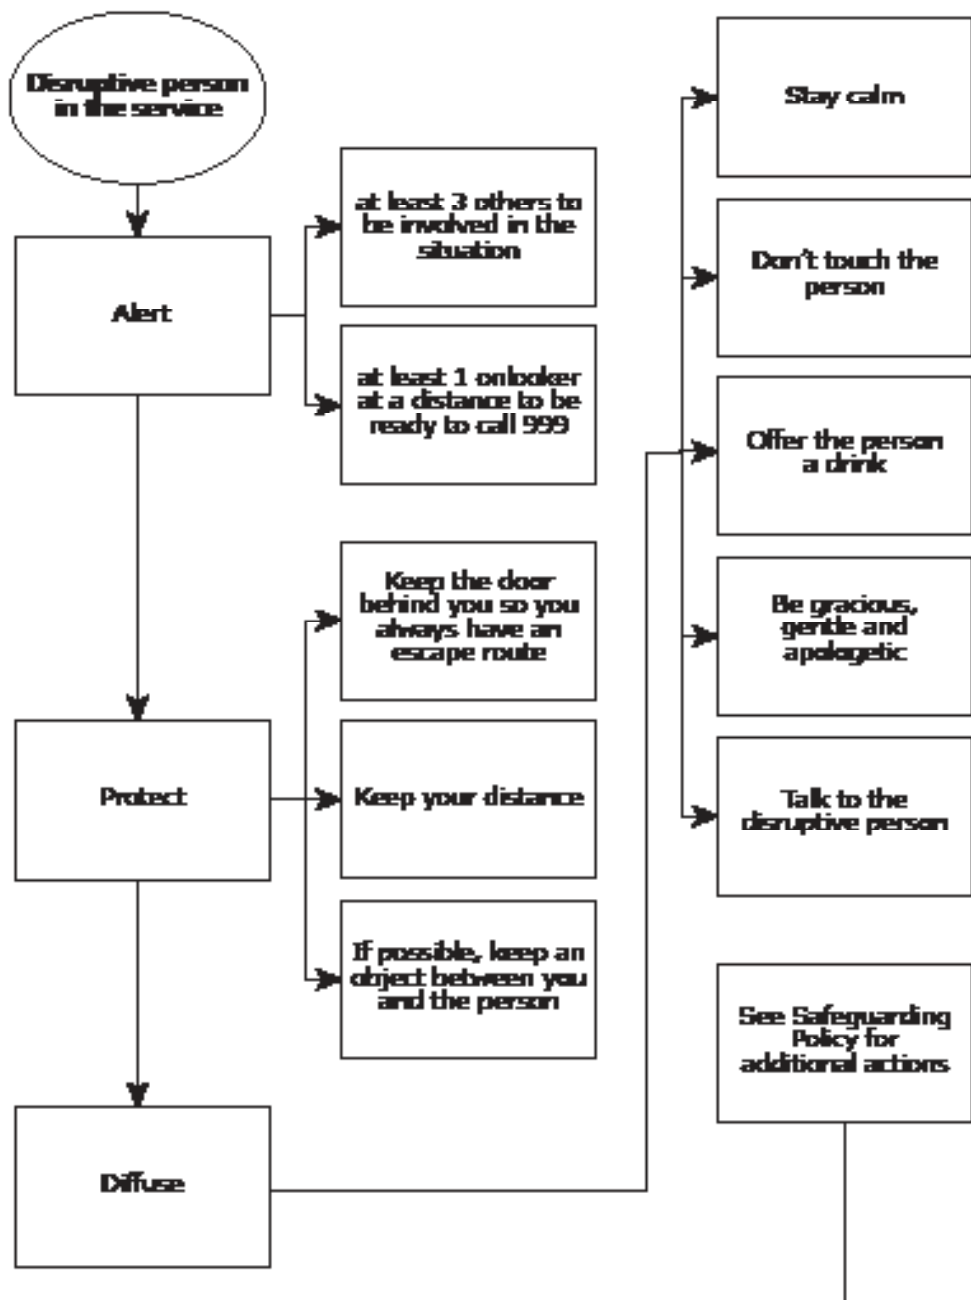 Disruptive person
in the service
Alert
at least 3 others to
be involved in the
situation
at least 1 onlooker
at a distance to be
ready to call 999
Protect
Keep the door
behind you so you
always have an
escape route
Keep your distance
If possible, keep an
object between you
and the person
Diffuse
Stay calm
Don't touch the
person
Offer the person
a drink
Be gracious,
gentle and
apologetic
Talk to the
disruptive person
See Safeguarding
Policy for
additional actions